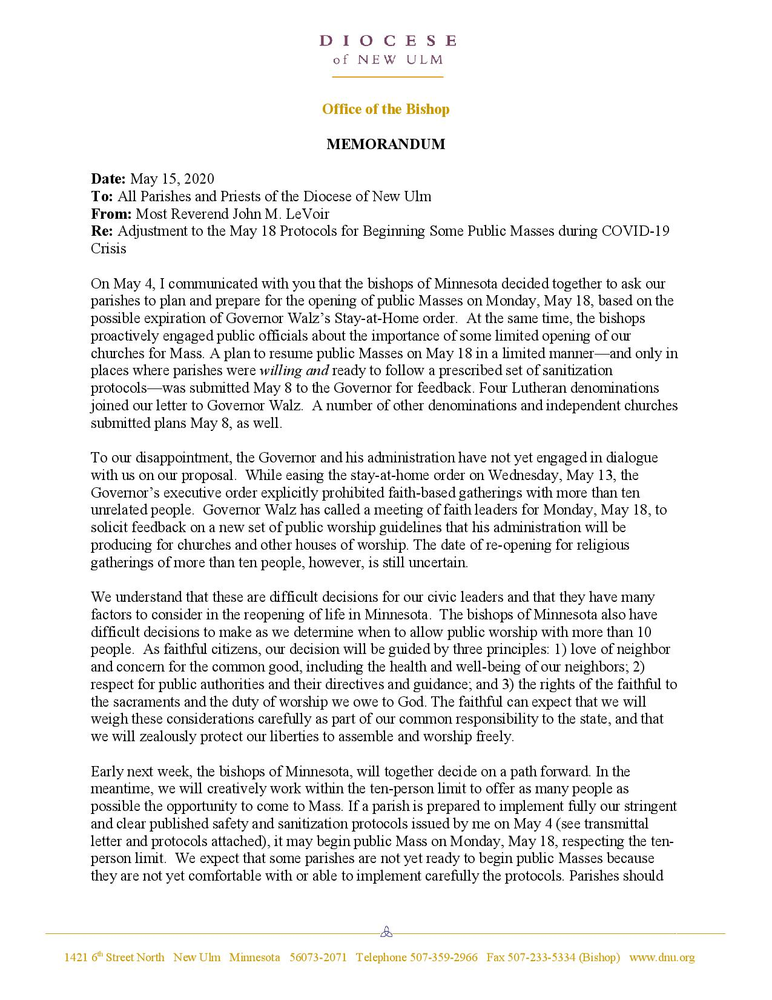 DIOCESE
of NEW ULM
Office of the Bishop
MEMORANDUM
Date: May 15, 2020
To: All Parishes and Priests of the Diocese of New Ulm
From: Most Reverend John M. LeVoir
Re: Adjustment to the May 18 Protocols for Beginning Some Public Masses during COVID-19
Crisis
On May 4, I communicated with you that the bishops of Minnesota decided together to ask our
parishes to plan and prepare for the opening of public Masses on Monday, May 18, based on the
possible expiration of Governor Walz’s Stay-at-Home order.  At the same time, the bishops
proactively engaged public officials about the importance of some limited opening of our
churches for Mass. A plan to resume public Masses on May 18 in a limited manner—and only in
places where parishes were willing and ready to follow a prescribed set of sanitization
protocols—was submitted May 8 to the Governor for feedback. Four Lutheran denominations
joined our letter to Governor Walz.  A number of other denominations and independent churches
submitted plans May 8, as well.
To our disappointment, the Governor and his administration have not yet engaged in dialogue
with us on our proposal.  While easing the stay-at-home order on Wednesday, May 13, the
Governor’s executive order explicitly prohibited faith-based gatherings with more than ten
unrelated people.  Governor Walz has called a meeting of faith leaders for Monday, May 18, to
solicit feedback on a new set of public worship guidelines that his administration will be
producing for churches and other houses of worship. The date of re-opening for religious
gatherings of more than ten people, however, is still uncertain.
We understand that these are difficult decisions for our civic leaders and that they have many
factors to consider in the reopening of life in Minnesota.  The bishops of Minnesota also have
difficult decisions to make as we determine when to allow public worship with more than 10
people.  As faithful citizens, our decision will be guided by three principles: 1) love of neighbor
and concern for the common good, including the health and well-being of our neighbors; 2)
respect for public authorities and their directives and guidance; and 3) the rights of the faithful to
the sacraments and the duty of worship we owe to God. The faithful can expect that we will
weigh these considerations carefully as part of our common responsibility to the state, and that
we will zealously protect our liberties to assemble and worship freely.
Early next week, the bishops of Minnesota, will together decide on a path forward. In the
meantime, we will creatively work within the ten-person limit to offer as many people as
possible the opportunity to come to Mass. If a parish is prepared to implement fully our stringent
and clear published safety and sanitization protocols issued by me on May 4 (see transmittal
letter and protocols attached), it may begin public Mass on Monday, May 18, respecting the ten-
person limit.  We expect that some parishes are not yet ready to begin public Masses because
they are not yet comfortable with or able to implement carefully the protocols. Parishes should
1421 6th Street North   New Ulm   Minnesota   56073-2071   Telephone 507-359-2966   Fax 507-233-5334 (Bishop)   www.dnu.org